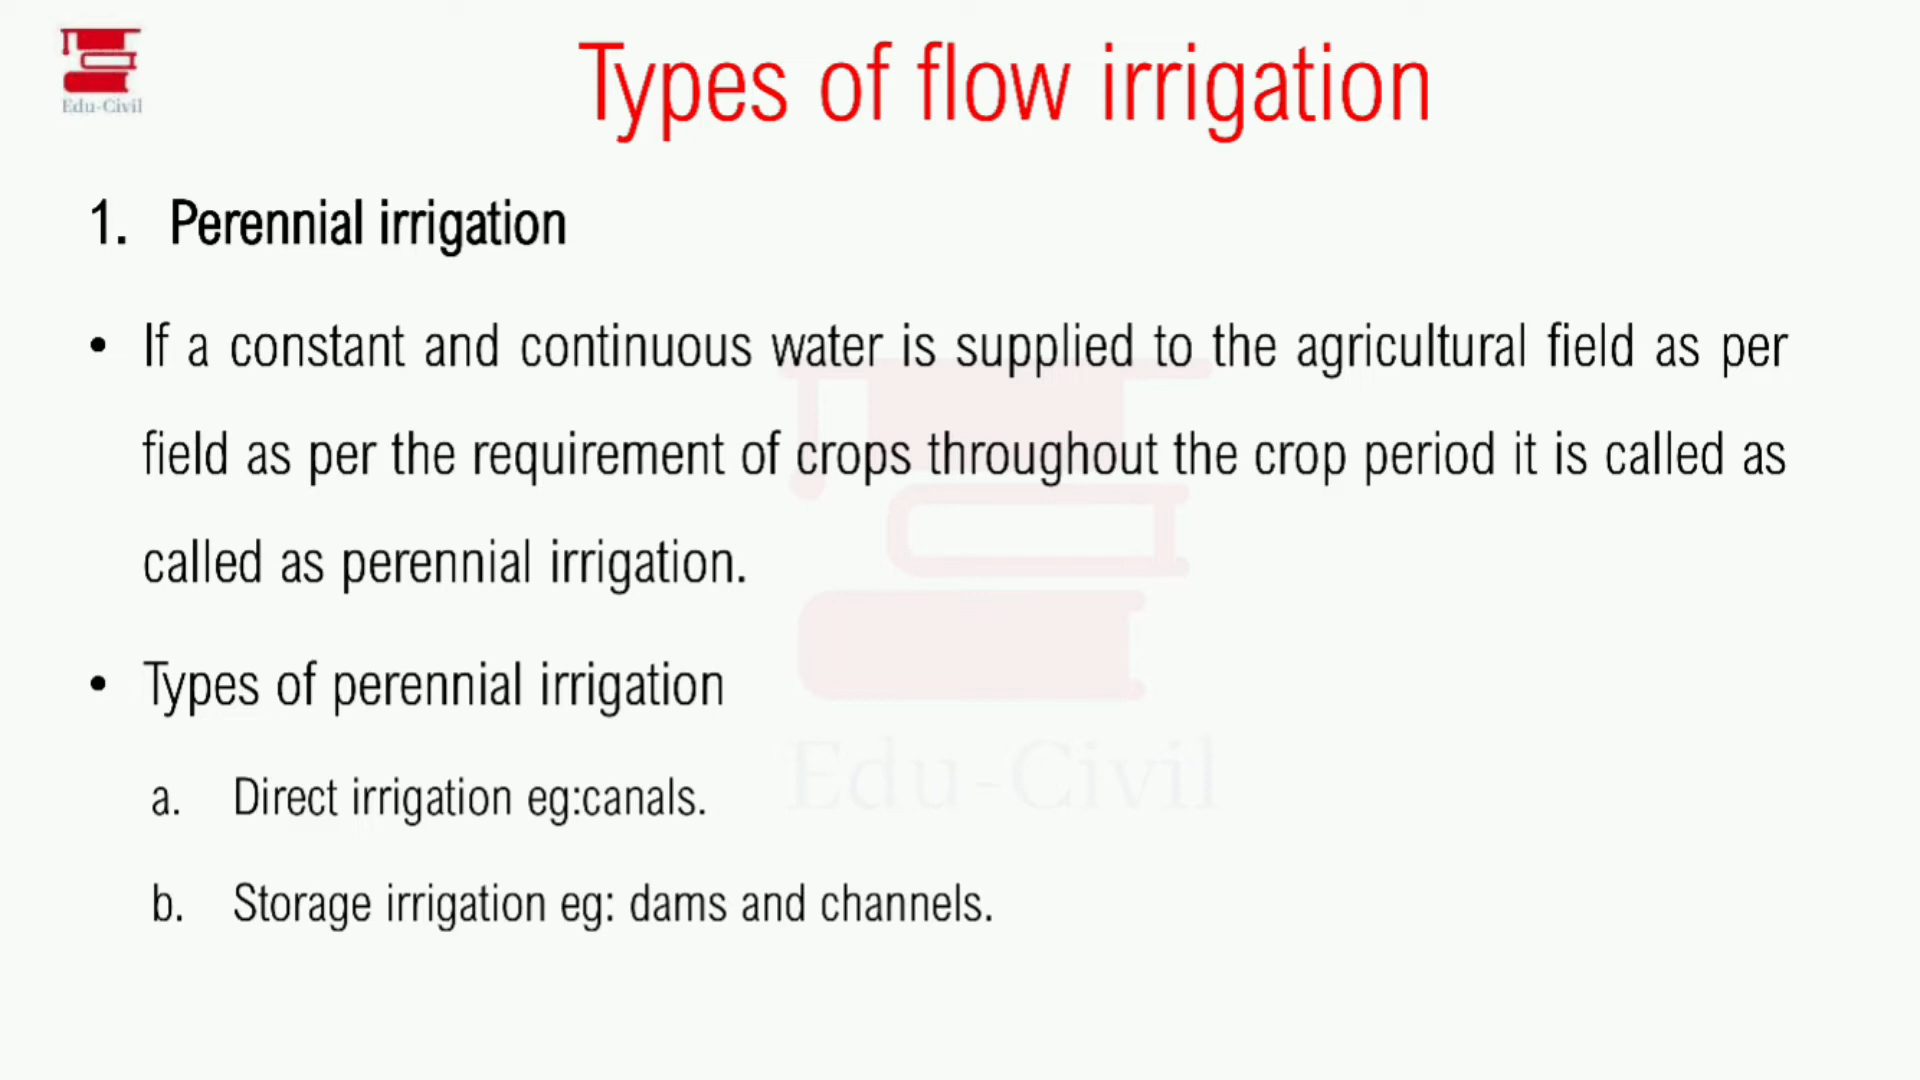 Edu-Civil
Types of flow irrigation
1. Perennial irrigation
• If a constant and continuous water is supplied to the agricultural field as per
field as per the requirement of crops throughout the crop period it is called as
called as perennial irrigation.
• Types of perennial irrigation
Edu-Civil
a. Direct irrigation eg:canals.
b. Storage irrigation eg: dams and channels.